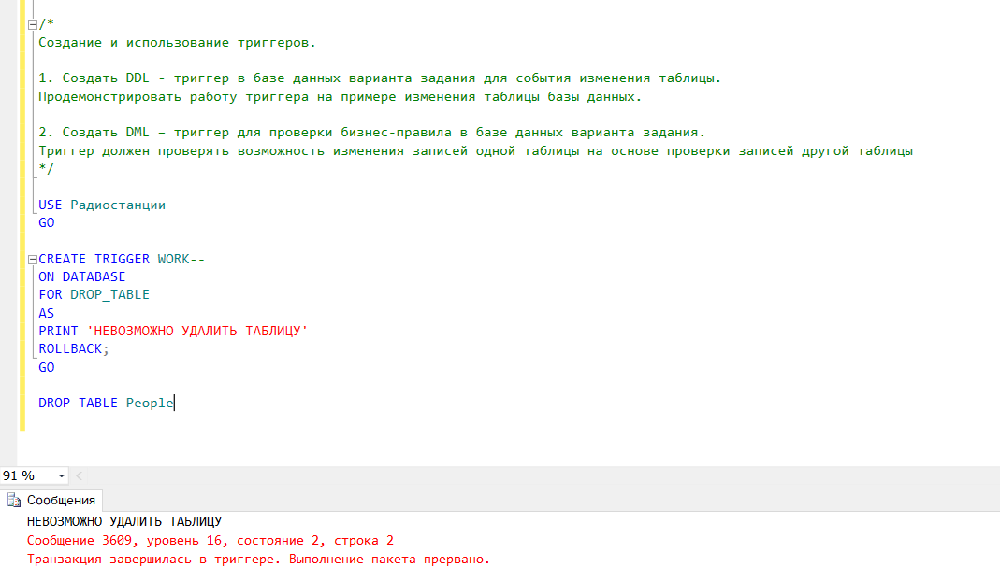 /*
Создание и использование триггеров.
1. Создать DDL - триггер в базе данных варианта задания для события изменения таблицы.
Продемонстрировать работу триггера на примере изменения таблицы базы данных.
2. Создать DML – триггер для проверки бизнес-правила в базе данных варианта задания.
Триггер должен проверять возможность изменения записей одной таблицы на основе проверки записей другой таблицы
*/
USE Радиостанции
GO
CREATE TRIGGER WORK--
ON DATABASE
FOR DROP_TABLE
AS
PRINT 'НЕВОЗМОЖНО УДАЛИТЬ ТАБЛИЦУ'
ROLLBACK;
GO
DROP TABLE People
91 %
Сообщения
НЕВОЗМОЖНО УДАЛИТЬ ТАБЛИЦУ
Сообщение 3609, уровень 16, состояние 2, строка 2
Транзакция завершилась в триггере. Выполнение пакета прервано.